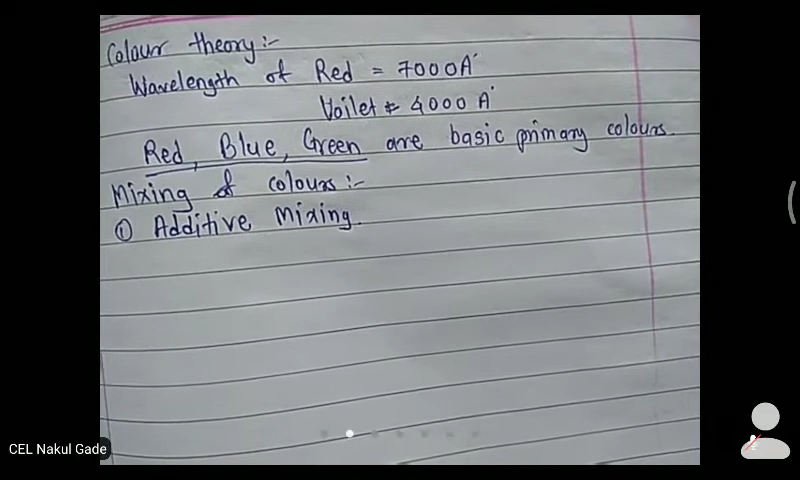 Colour theory:-
Wavelength of Red = 7000A°
Voilet = 4000 A°
Red, Blue, Green are basic primary colours.
Mixing of colours:-
① Additive Mixing.
CEL Nakul Gade